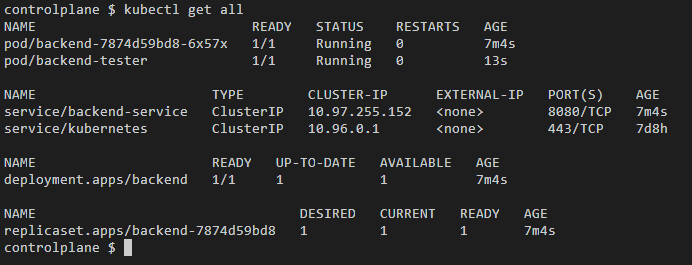 controlplane $ kubectl get all
NAME READY STATUS RESTARTS AGE
pod/backend-7874d59bd8-6x57x 1/1 Running 0 7m4s
pod/backend-tester 1/1 Running 0 13s
NAME TYPE CLUSTER-IP EXTERNAL-IP PORT(S) AGE
service/backend-service ClusterIP 10.97.255.152 <none> 8080/TCP 7m4s
service/kubernetes ClusterIP 10.96.0.1 <none> 443/TCP 7d8h
NAME READY UP-TO-DATE AVAILABLE AGE
deployment.apps/backend 1/1 1 1 7m4s
NAME DESIRED CURRENT READY AGE
replicaset.apps/backend-7874d59bd8 1 1 1 7m4s
controlplane $